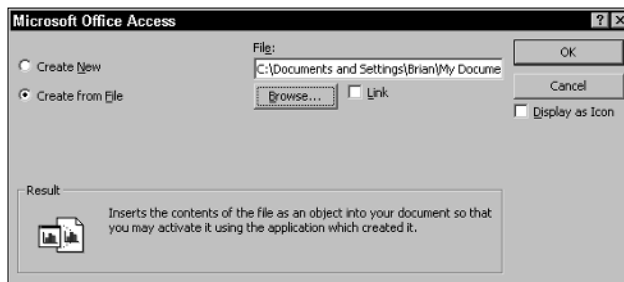 Microsoft Office Access
File:
OK
Create New
C:\Documents and Settings\Brian\My Docume
Create from File
Browse...
Link
Cancel
Display as Icon
Result
Inserts the contents of the file as an object into your document so that
you may activate it using the application which created it.